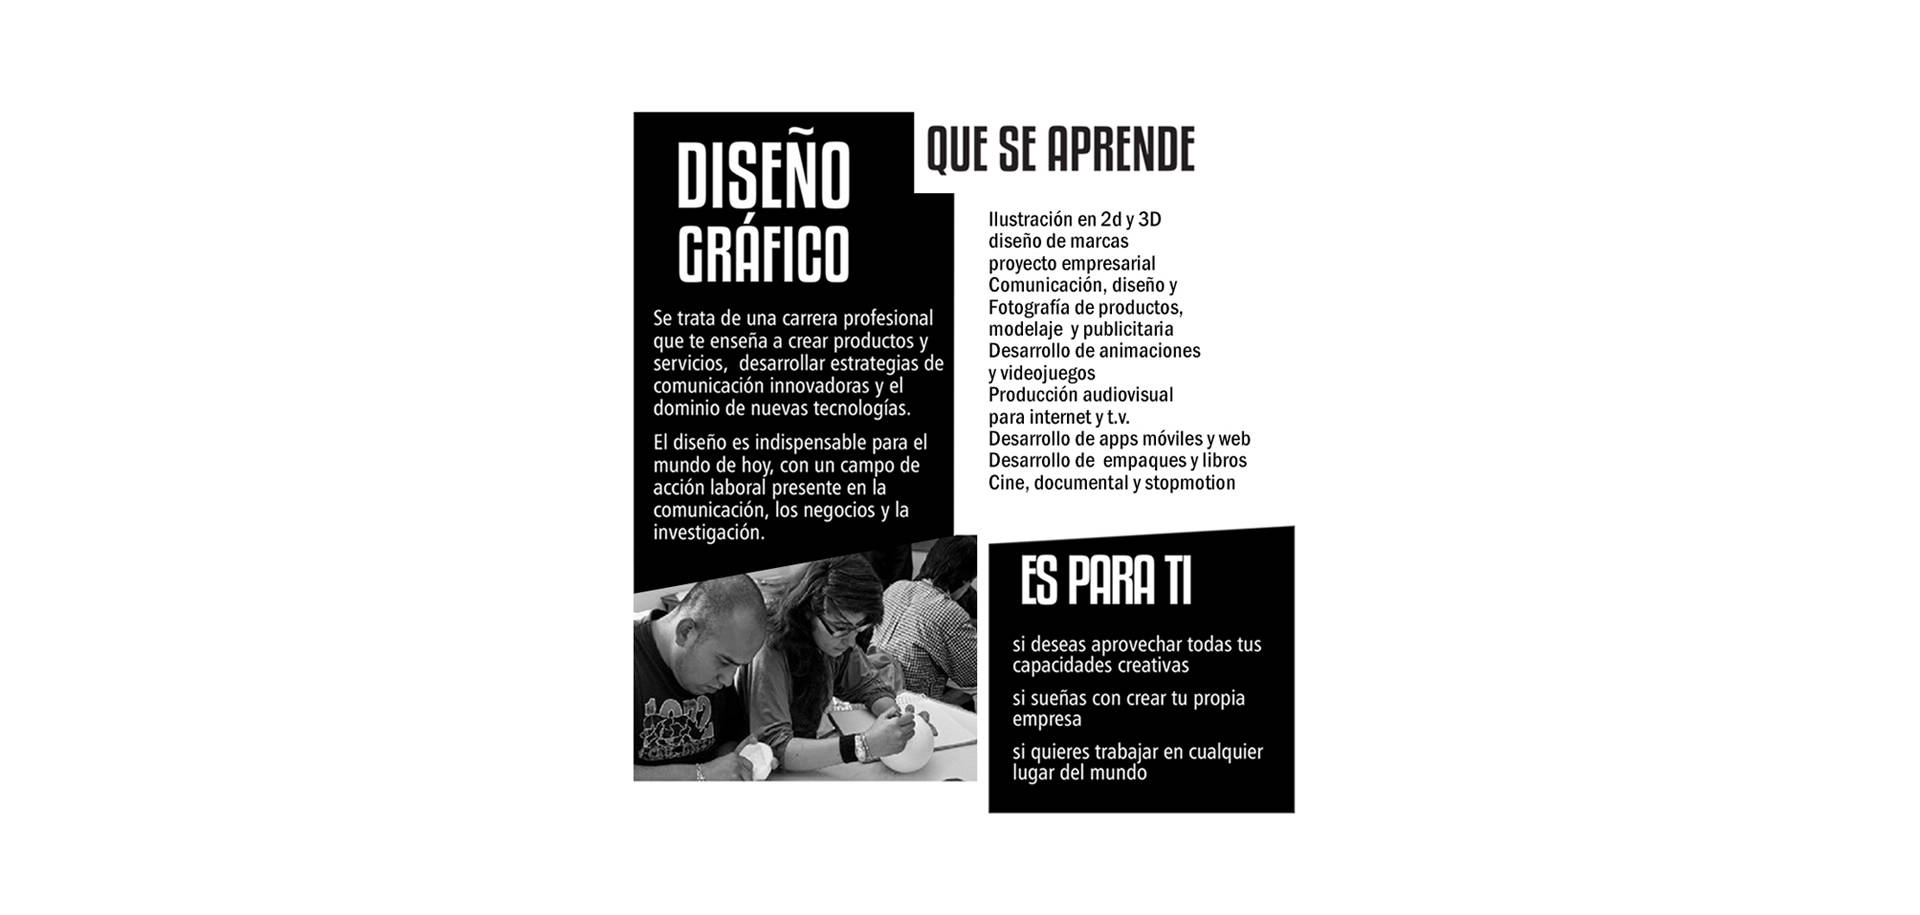 DISEÑO
GRÁFICO
Se trata de una carrera profesional
que te enseña a crear productos y
servicios,  desarrollar estrategias de
comunicación innovadoras y el
dominio de nuevas tecnologías.
El diseño es indispensable para el
mundo de hoy, con un campo de
acción laboral presente en la
comunicación, los negocios y la
investigación.
QUE SE APRENDE
Ilustración en 2d y 3D
diseño de marcas
proyecto empresarial
Comunicación, diseño y
Fotografía de productos,
modelaje  y publicitaria
Desarrollo de animaciones
y videojuegos
Producción audiovisual
para internet y t.v.
Desarrollo de apps móviles y web
Desarrollo de  empaques y libros
Cine, documental y stopmotion
ES PARA TI
si deseas aprovechar todas tus
capacidades creativas
si sueñas con crear tu propia
empresa
si quieres trabajar en cualquier
lugar del mundo